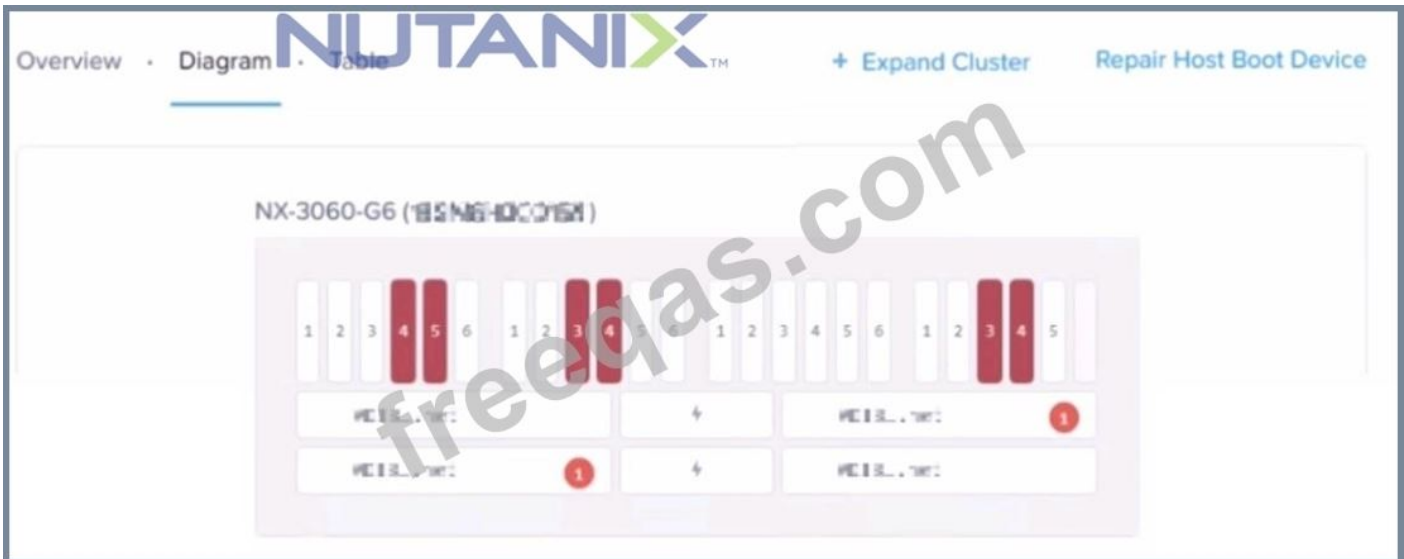 NUTANIX™
Overview · Diagram · Table + Expand Cluster Repair Host Boot Device
NX-3060-G6 ( )
1 2 3 4 5 6 1 2 3 4 5 6 1 2 3 4 5 6 1 2 3 4 5
1
1
freeqas.com